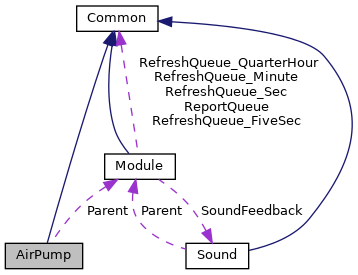 Common
RefreshQueue_QuarterHour
RefreshQueue_Minute
RefreshQueue_Sec
ReportQueue
RefreshQueue_FiveSec
Module
Parent
Parent
SoundFeedback
AirPump
Sound